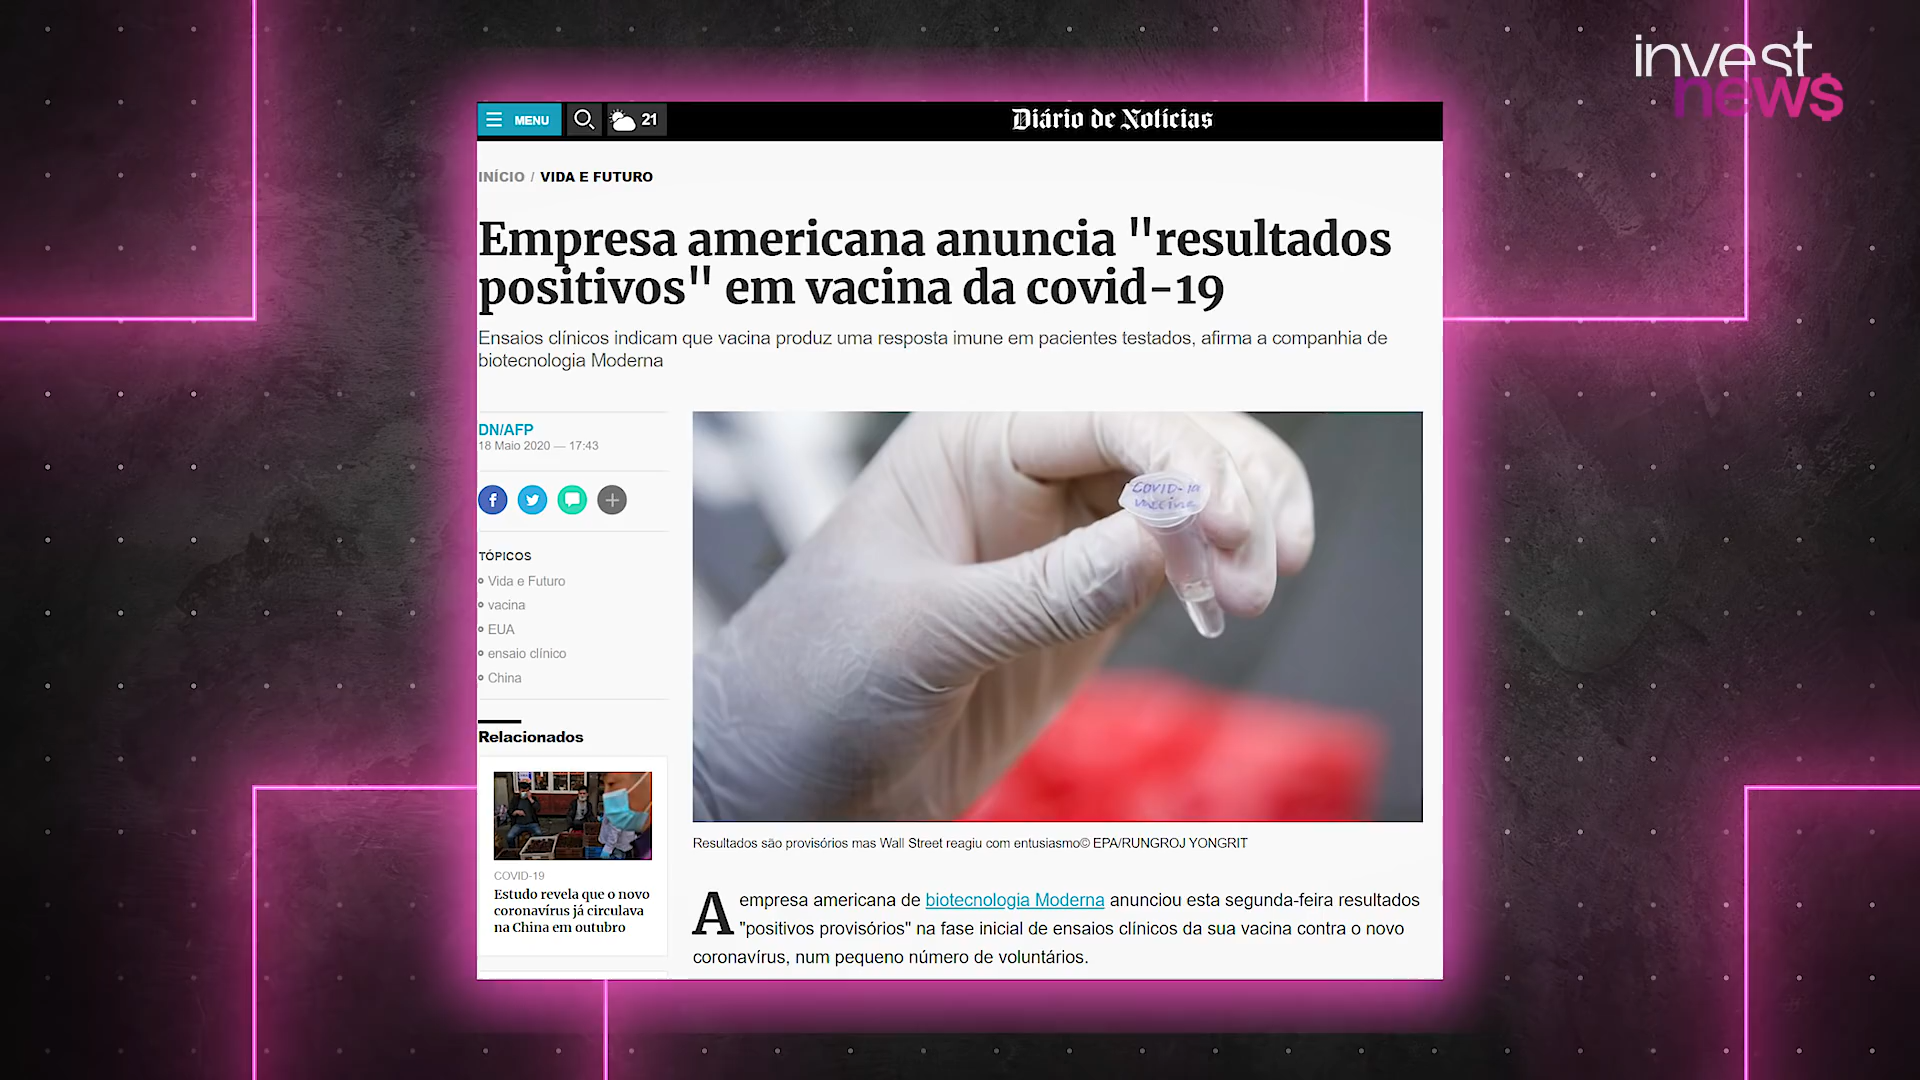 invest
new$
MENU
21
Diário de Notícias
INÍCIO / VIDA E FUTURO
Empresa americana anuncia "resultados
positivos" em vacina da covid-19
Ensaios clínicos indicam que vacina produz uma resposta imune em pacientes testados, afirma a companhia de
biotecnologia Moderna
DN/AFP
18 Maio 2020 — 17:43
TÓPICOS
Vida e Futuro
vacina
EUA
ensaio clínico
China
Relacionados
COVID-19
Estudo revela que o novo
coronavírus já circulava
na China em outubro
COVID-19
vaccine
Resultados são provisórios mas Wall Street reagiu com entusiasmo© EPA/RUNGROJ YONGRIT
A empresa americana de biotecnologia Moderna anunciou esta segunda-feira resultados
"positivos provisórios" na fase inicial de ensaios clínicos da sua vacina contra o novo
coronavírus, num pequeno número de voluntários.